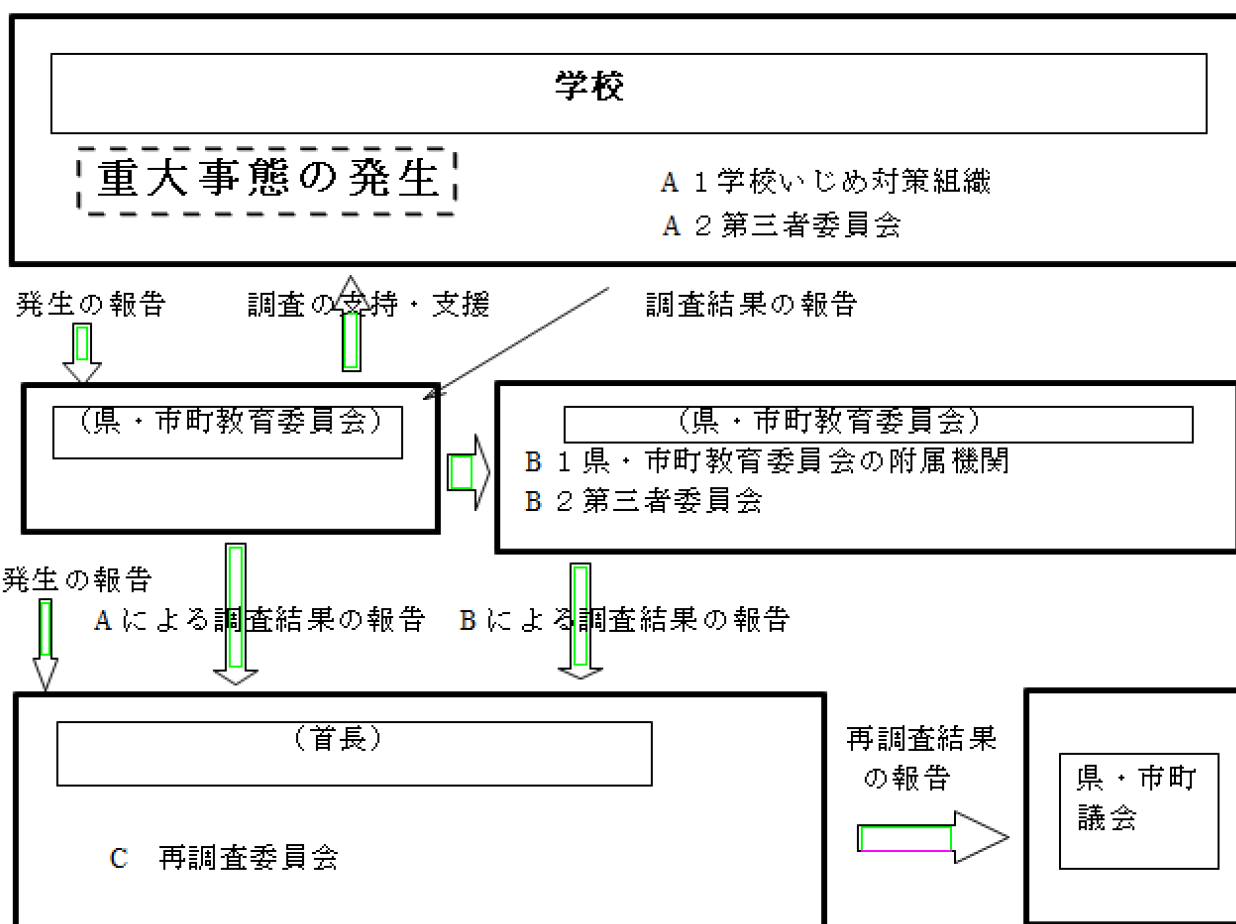 学校
重大事態の発生
Ａ１学校いじめ対策組織
Ａ２第三者委員会
発生の報告
調査の支持・支援
調査結果の報告
（県・市町教育委員会）
（県・市町教育委員会）
Ｂ１県・市町教育委員会の附属機関
Ｂ２第三者委員会
発生の報告
Ａによる調査結果の報告
Ｂによる調査結果の報告
（首長）
Ｃ　再調査委員会
再調査結果
の報告
県・市町
議会